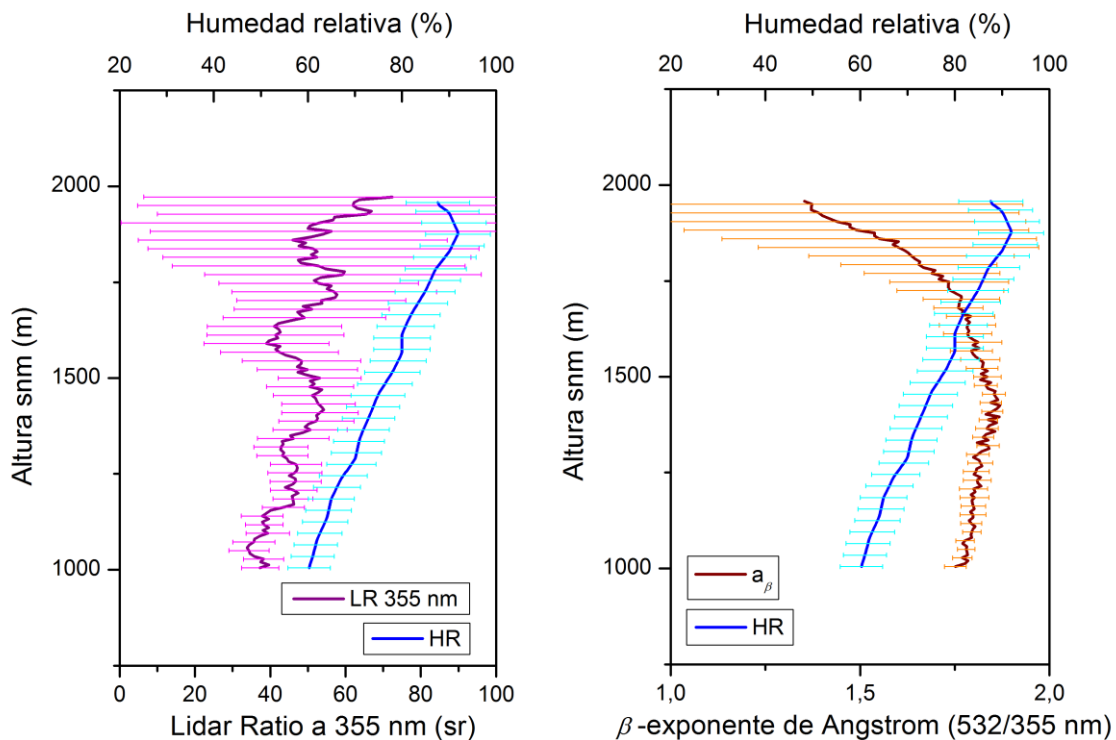 Humedad relativa (%)
20 40 60 80 100
Altura snm (m)
2000
1500
1000
LR 355 nm
HR
0 20 40 60 80 100
Lidar Ratio a 355 nm (sr)
Humedad relativa (%)
20 40 60 80 100
Altura snm (m)
2000
1500
1000
aβ
HR
1,0 1,5 2,0
β-exponente de Angstrom (532/355 nm)